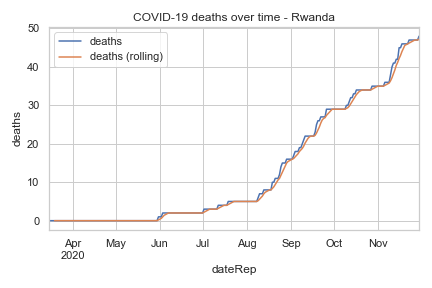 COVID-19 deaths over time - Rwanda
deaths
deaths (rolling)
50
40
30
20
10
0
deaths
Apr May Jun Jul Aug Sep Oct Nov
2020
dateRep